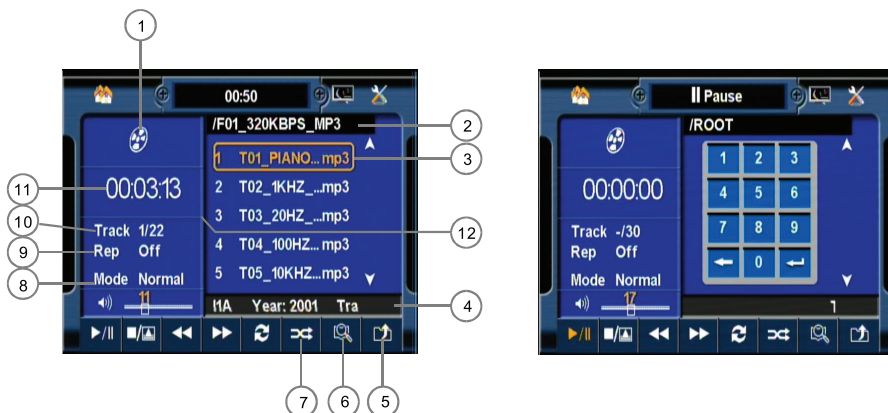 1
00:50
/F01_320KBPS_MP3
2
1 T01_PIANO... mp3
3
11
00:03:13
2 T02_1KHZ_...mp3
3 T03_20HZ_...mp3
12
10
Track 1/22
9
Rep Off
4 T04_100HZ... mp3
8
Mode Normal
5 T05_10KHZ...mp3
11
Year: 2001 Tra
4
7
6
5
II Pause
/ROOT
1 2 3
00:00:00
4 5 6
Track -/30
7 8 9
Rep Off
0
Mode Normal
17